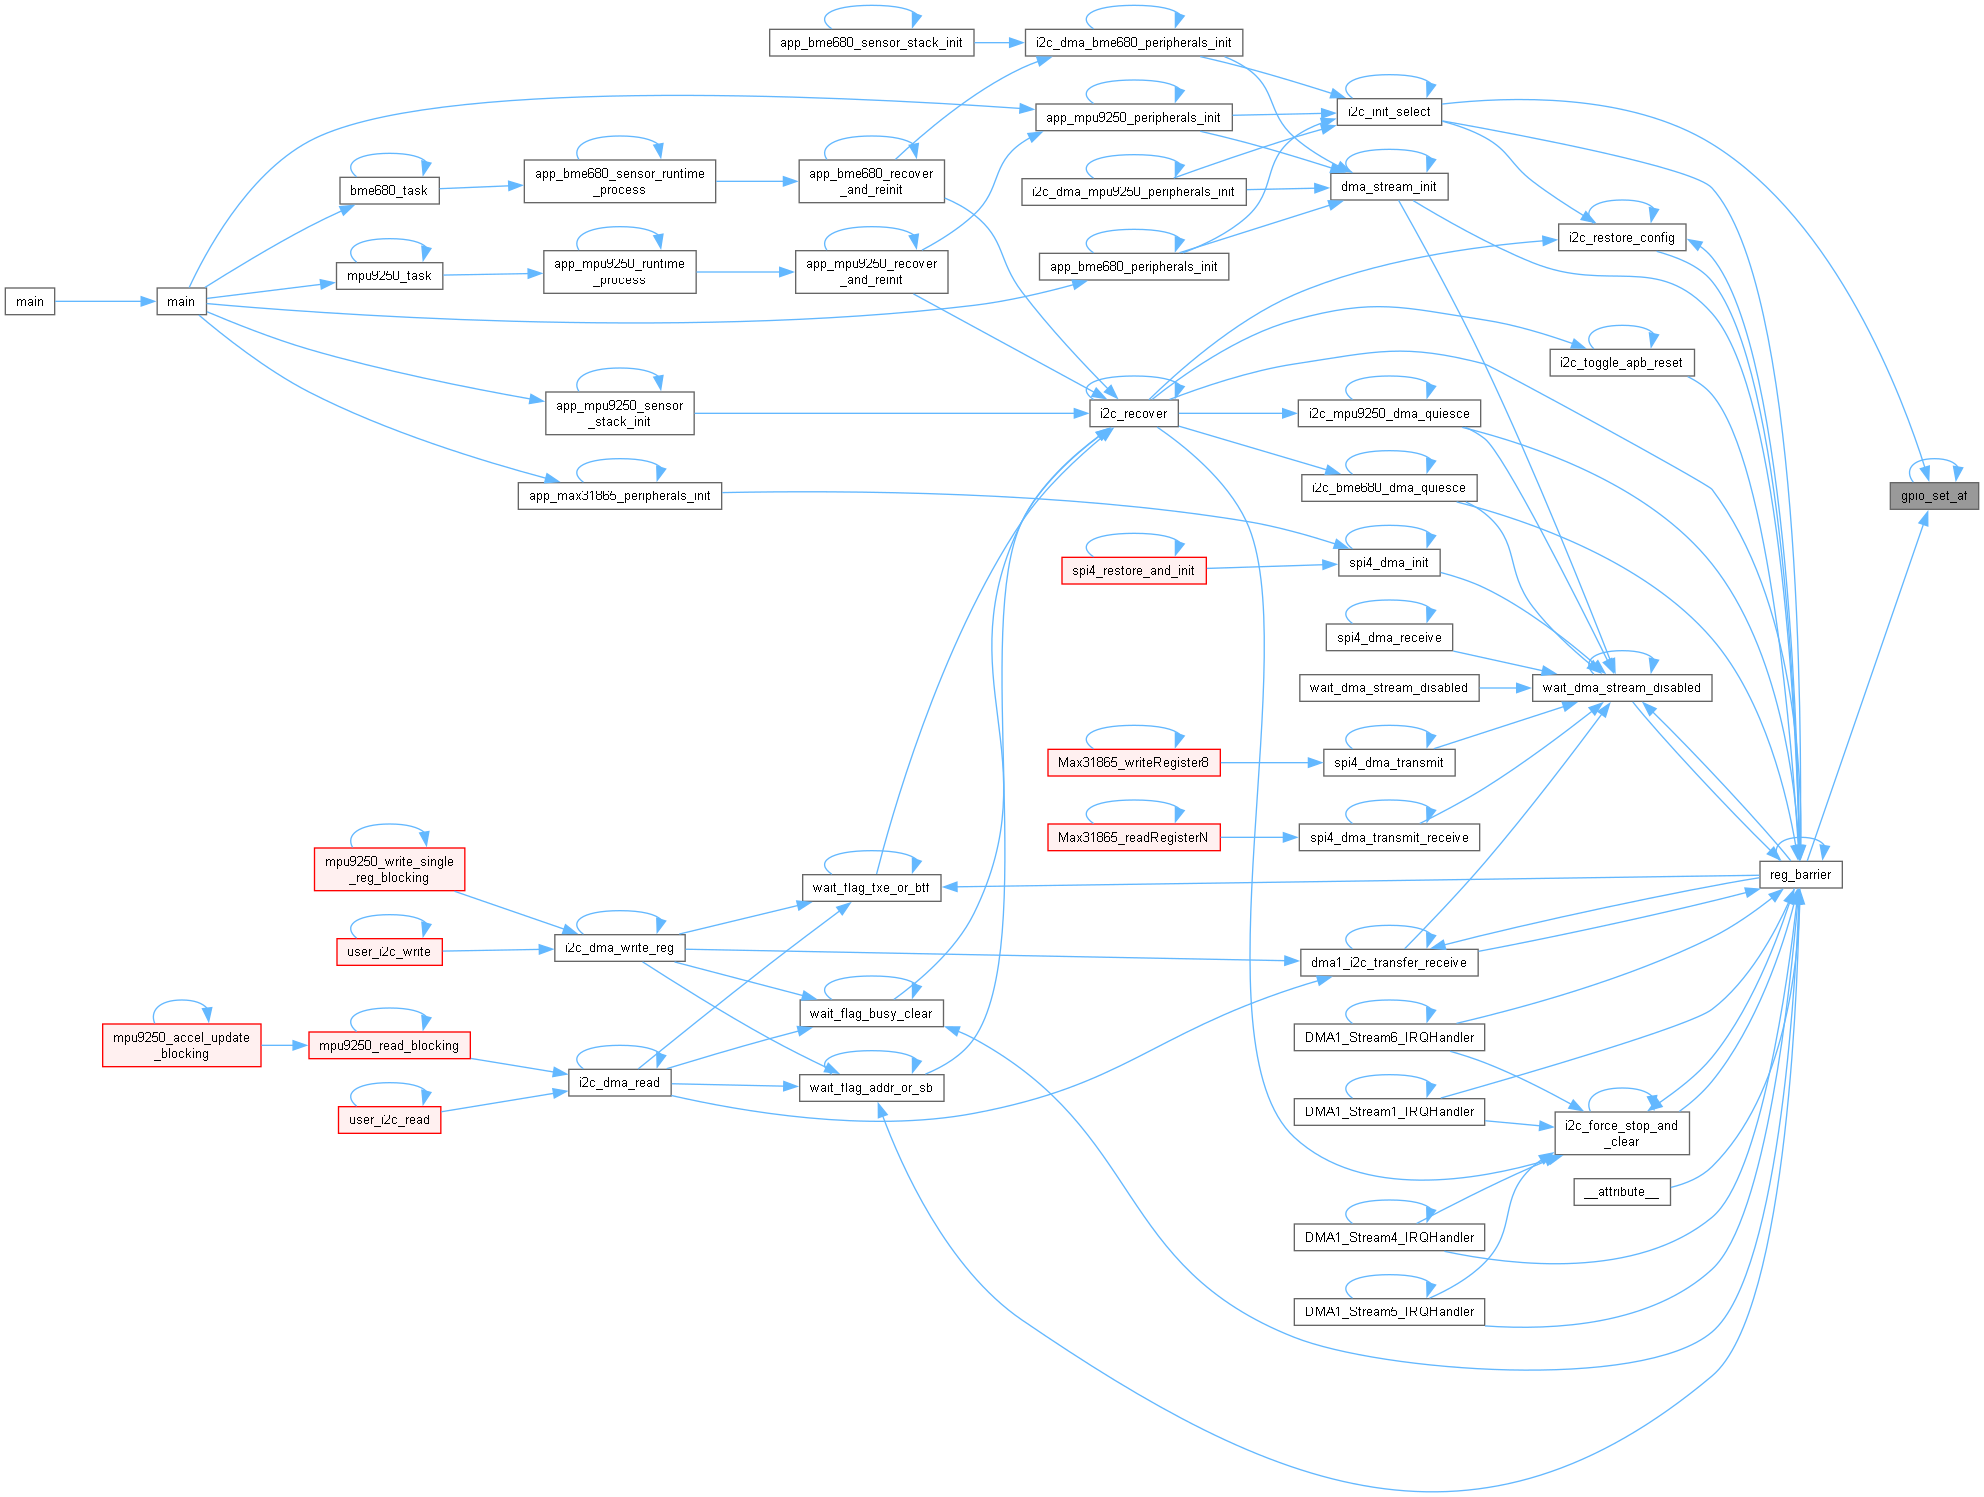 main
main
bme680_task
mpu9250_task
mpu9250_write_single
_reg_blocking
user_i2c_write
mpu9250_accel_update
_blocking
mpu9250_read_blocking
user_i2c_read
app_bme680_sensor_runtime
_process
app_mpu9250_runtime
_process
app_mpu9250_sensor
_stack_init
app_max31865_peripherals_init
i2c_dma_write_reg
i2c_dma_read
app_bme680_sensor_stack_init
app_bme680_recover
_and_reinit
app_mpu9250_recover
_and_reinit
wait_flag_txe_or_btf
wait_flag_busy_clear
wait_flag_addr_or_sb
i2c_dma_bme680_peripherals_init
app_mpu9250_peripherals_init
i2c_dma_mpu9250_peripherals_init
app_bme680_peripherals_init
i2c_recover
spi4_restore_and_init
Max31865_writeRegister8
Max31865_readRegisterN
i2c_init_select
dma_stream_init
i2c_mpu9250_dma_quiesce
i2c_bme680_dma_quiesce
spi4_dma_init
spi4_dma_receive
wait_dma_stream_disabled
spi4_dma_transmit
spi4_dma_transmit_receive
dma1_i2c_transfer_receive
DMA1_Stream6_IRQHandler
DMA1_Stream1_IRQHandler
DMA1_Stream4_IRQHandler
DMA1_Stream5_IRQHandler
i2c_restore_config
i2c_toggle_apb_reset
wait_dma_stream_disabled
i2c_force_stop_and
_clear
__attribute__
reg_barrier
gpio_set_af